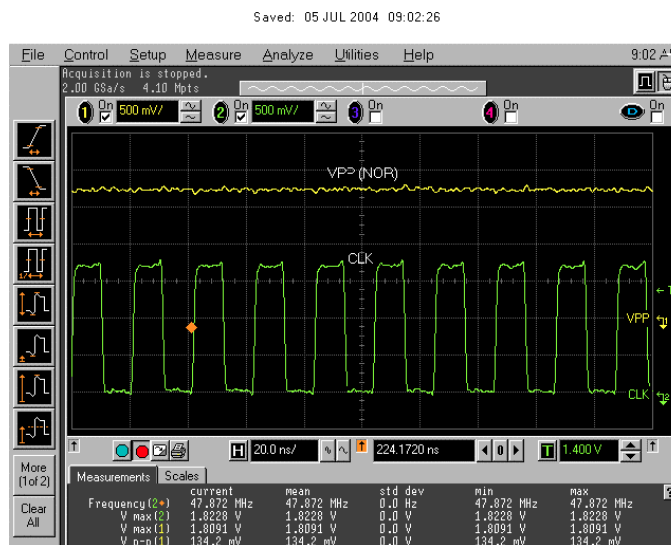 Saved: 05 JUL 2004 09:02:26
File Control Setup Measure Analyze Utilities Help 9:02
Acquisition is stopped.
2.00 GSa/s 4.10 Mpts
1 On 500 mV/ 2 On 500 mV/ 3 On 4 On D On
VPP (NOR)
CLK
T
VPP 1
CLK 2
H 20.0 ns/ T 224.1720 ns 0 T 1.400 V
More
(1 of 2)
Clear
All
Measurements Scales
current mean std dev min max
Frequency(2) 47.872 MHz 47.872 MHz 0.0 Hz 47.872 MHz 47.872 MHz
V max(2) 1.8228 V 1.8228 V 0.0 V 1.8228 V 1.8228 V
V max(1) 1.8091 V 1.8091 V 0.0 V 1.8091 V 1.8091 V
V p-p(1) 134.2 mV 134.2 mV 0.0 V 134.2 mV 134.2 mV